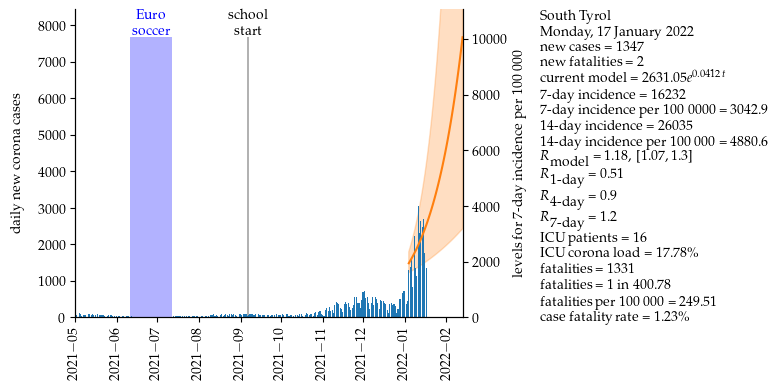 Euro
soccer
school
start
daily new corona cases
8000
7000
6000
5000
4000
3000
2000
1000
0
2021−05
2021−06
2021−07
2021−08
2021−09
2021−10
2021−11
2021−12
2022−01
2022−02
10000
8000
6000
4000
2000
0
levels for 7-day incidence per 100 000
South Tyrol
Monday, 17 January 2022
new cases = 1347
new fatalities = 2
current model = 2631.05e^0.0412 t
7-day incidence = 16232
7-day incidence per 100 0000 = 3042.9
14-day incidence = 26035
14-day incidence per 100 000 = 4880.6
R_model = 1.18, [1.07, 1.3]
R_1-day = 0.51
R_4-day = 0.9
R_7-day = 1.2
ICU patients = 16
ICU corona load = 17.78%
fatalities = 1331
fatalities = 1 in 400.78
fatalities per 100 000 = 249.51
case fatality rate = 1.23%